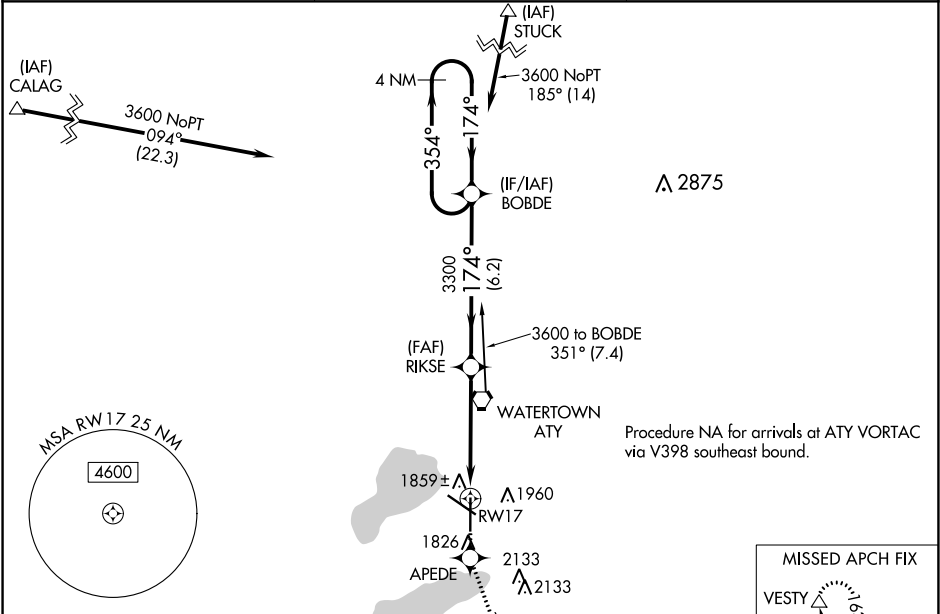 (IAF)
STUCK
(IAF)
CALAG
4 NM
3600 NoPT
185° (14)
3600 NoPT
094°
(22.3)
354°
174°
(IF/IAF)
BOBDE
2875
3300
174°
(6.2)
3600 to BOBDE
351° (7.4)
(FAF)
RIKSE
WATERTOWN
ATY
Procedure NA for arrivals at ATY VORTAC
via V398 southeast bound.
MSA RW17 25 NM
4600
1859±
1960
RW17
1826
APEDE
2133
2133
MISSED APCH FIX
VESTY